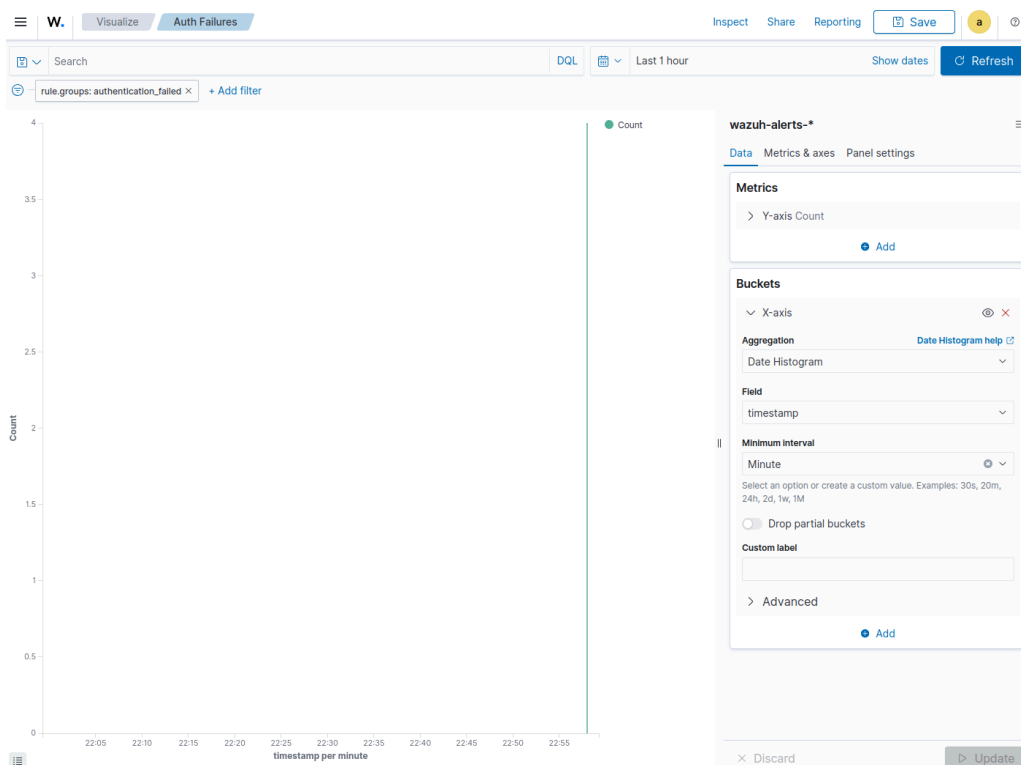 W. Visualize Auth Failures Inspect Share Reporting Save a
Search DQL Last 1 hour Show dates Refresh
rule.groups: authentication_failed × + Add filter
4
3.5
3
2.5
2
1.5
1
0.5
0
Count
22:05 22:10 22:15 22:20 22:25 22:30 22:35 22:40 22:45 22:50 22:55
timestamp per minute
Count
wazuh-alerts-*
Data Metrics & axes Panel settings
Metrics
Y-axis Count
Add
Buckets
X-axis
Aggregation Date Histogram help
Date Histogram
Field
timestamp
Minimum interval
Minute
Select an option or create a custom value. Examples: 30s, 20m,
24h, 2d, 1w, 1M
Drop partial buckets
Custom label
Advanced
Add
Discard Update